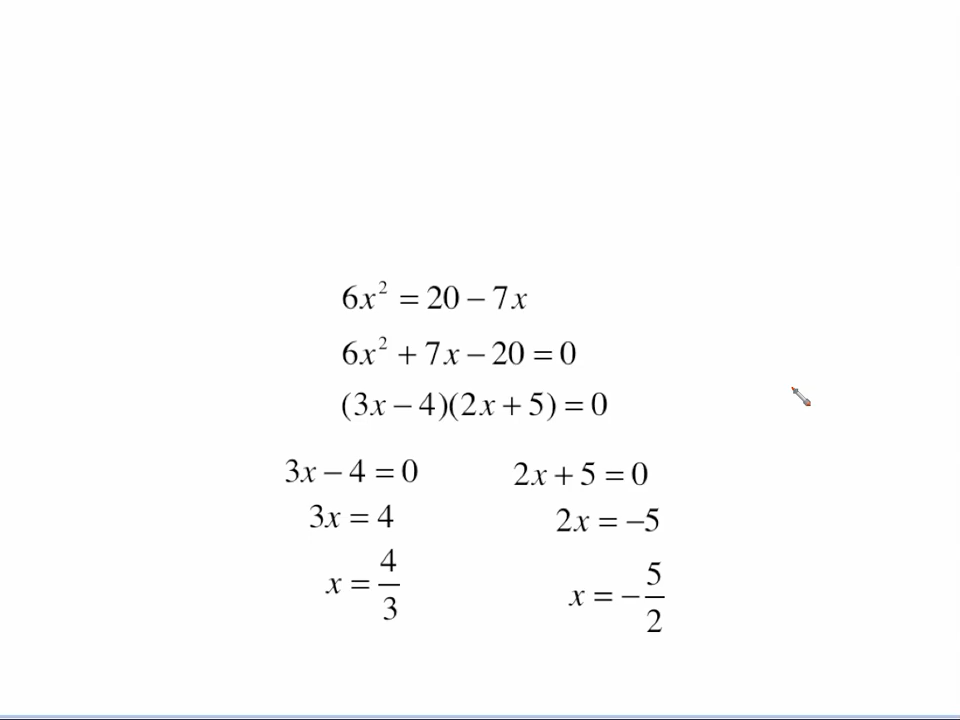 6x² = 20 − 7x
6x² + 7x − 20 = 0
(3x − 4)(2x + 5) = 0
3x − 4 = 0
2x + 5 = 0
3x = 4
2x = −5
x = 4/3
x = −5/2